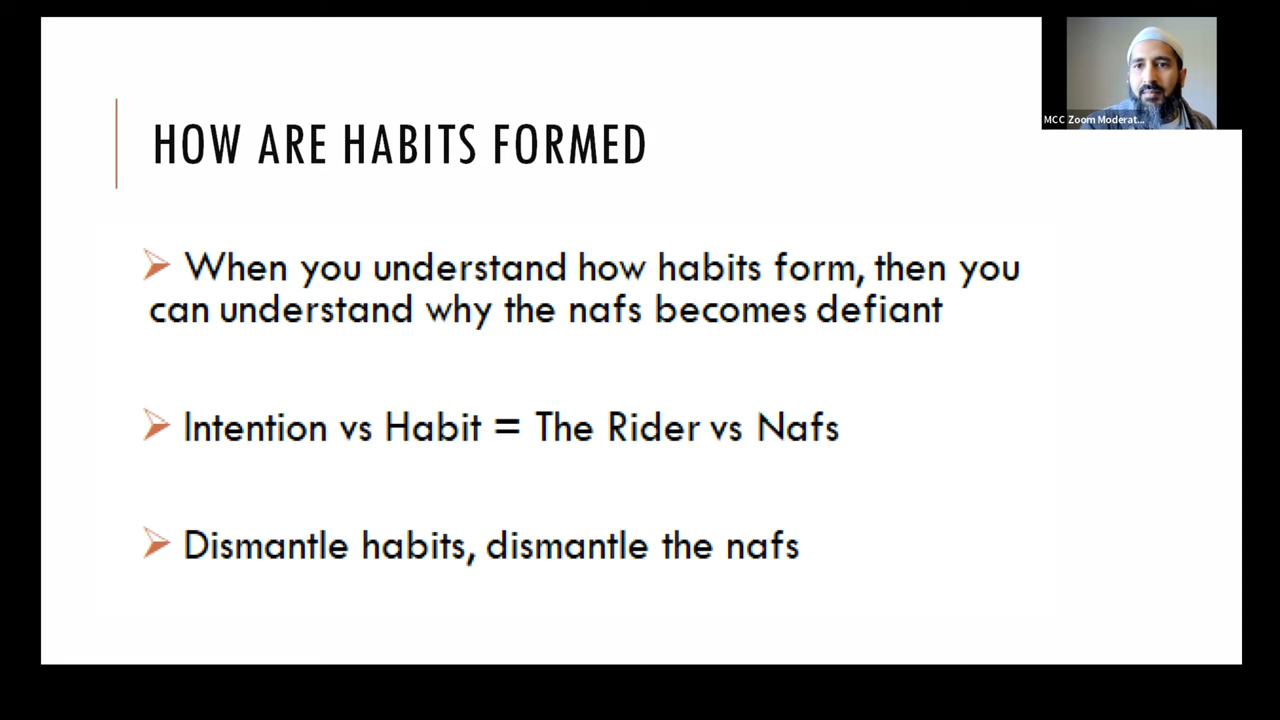 MCC Zoom Moderat...
HOW ARE HABITS FORMED
When you understand how habits form, then you
can understand why the nafs becomes defiant
Intention vs Habit = The Rider vs Nafs
Dismantle habits, dismantle the nafs